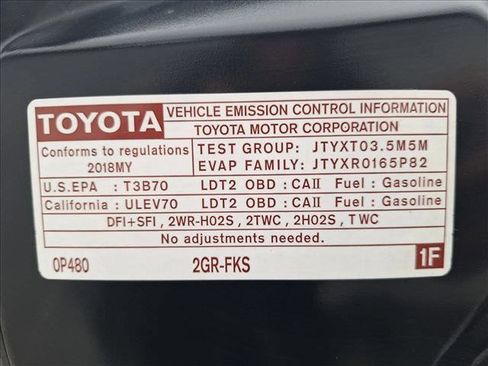 TOYOTA
VEHICLE EMISSION CONTROL INFORMATION
TOYOTA MOTOR CORPORATION
Conforms to regulations
2018MY
TEST GROUP: JTYXT03.5M5M
EVAP FAMILY: JTYXR0165P82
U.S.EPA : T3B70 LDT2 OBD : CAII Fuel : Gasoline
California : ULEV70 LDT2 OBD : CAII Fuel : Gasoline
DFI+SFI , 2WR-HO2S , 2TWC , 2HO2S , TWC
No adjustments needed.
0P480 2GR-FKS 1F